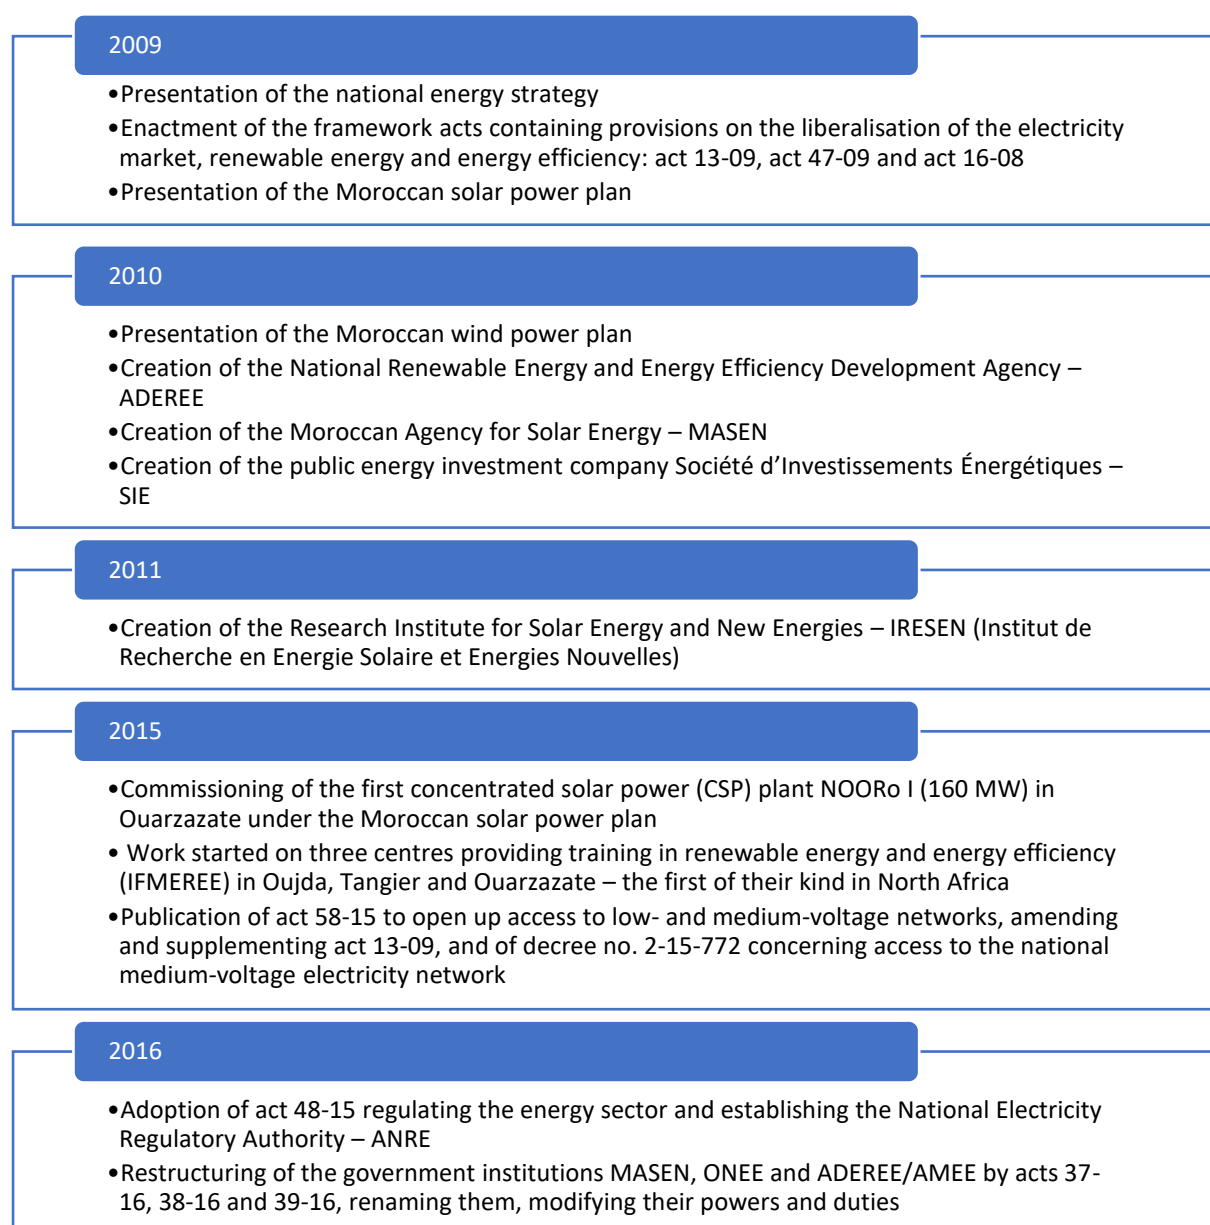 2009
•Presentation of the national energy strategy
•Enactment of the framework acts containing provisions on the liberalisation of the electricity
market, renewable energy and energy efficiency: act 13-09, act 47-09 and act 16-08
•Presentation of the Moroccan solar power plan
2010
•Presentation of the Moroccan wind power plan
•Creation of the National Renewable Energy and Energy Efficiency Development Agency –
ADEREE
•Creation of the Moroccan Agency for Solar Energy – MASEN
•Creation of the public energy investment company Société d’Investissements Énergétiques –
SIE
2011
•Creation of the Research Institute for Solar Energy and New Energies – IRESEN (Institut de
Recherche en Energie Solaire et Energies Nouvelles)
2015
•Commissioning of the first concentrated solar power (CSP) plant NOORo I (160 MW) in
Ouarzazate under the Moroccan solar power plan
• Work started on three centres providing training in renewable energy and energy efficiency
(IFMEREE) in Oujda, Tangier and Ouarzazate – the first of their kind in North Africa
•Publication of act 58-15 to open up access to low- and medium-voltage networks, amending
and supplementing act 13-09, and of decree no. 2-15-772 concerning access to the national
medium-voltage electricity network
2016
•Adoption of act 48-15 regulating the energy sector and establishing the National Electricity
Regulatory Authority – ANRE
•Restructuring of the government institutions MASEN, ONEE and ADEREE/AMEE by acts 37-
16, 38-16 and 39-16, renaming them, modifying their powers and duties